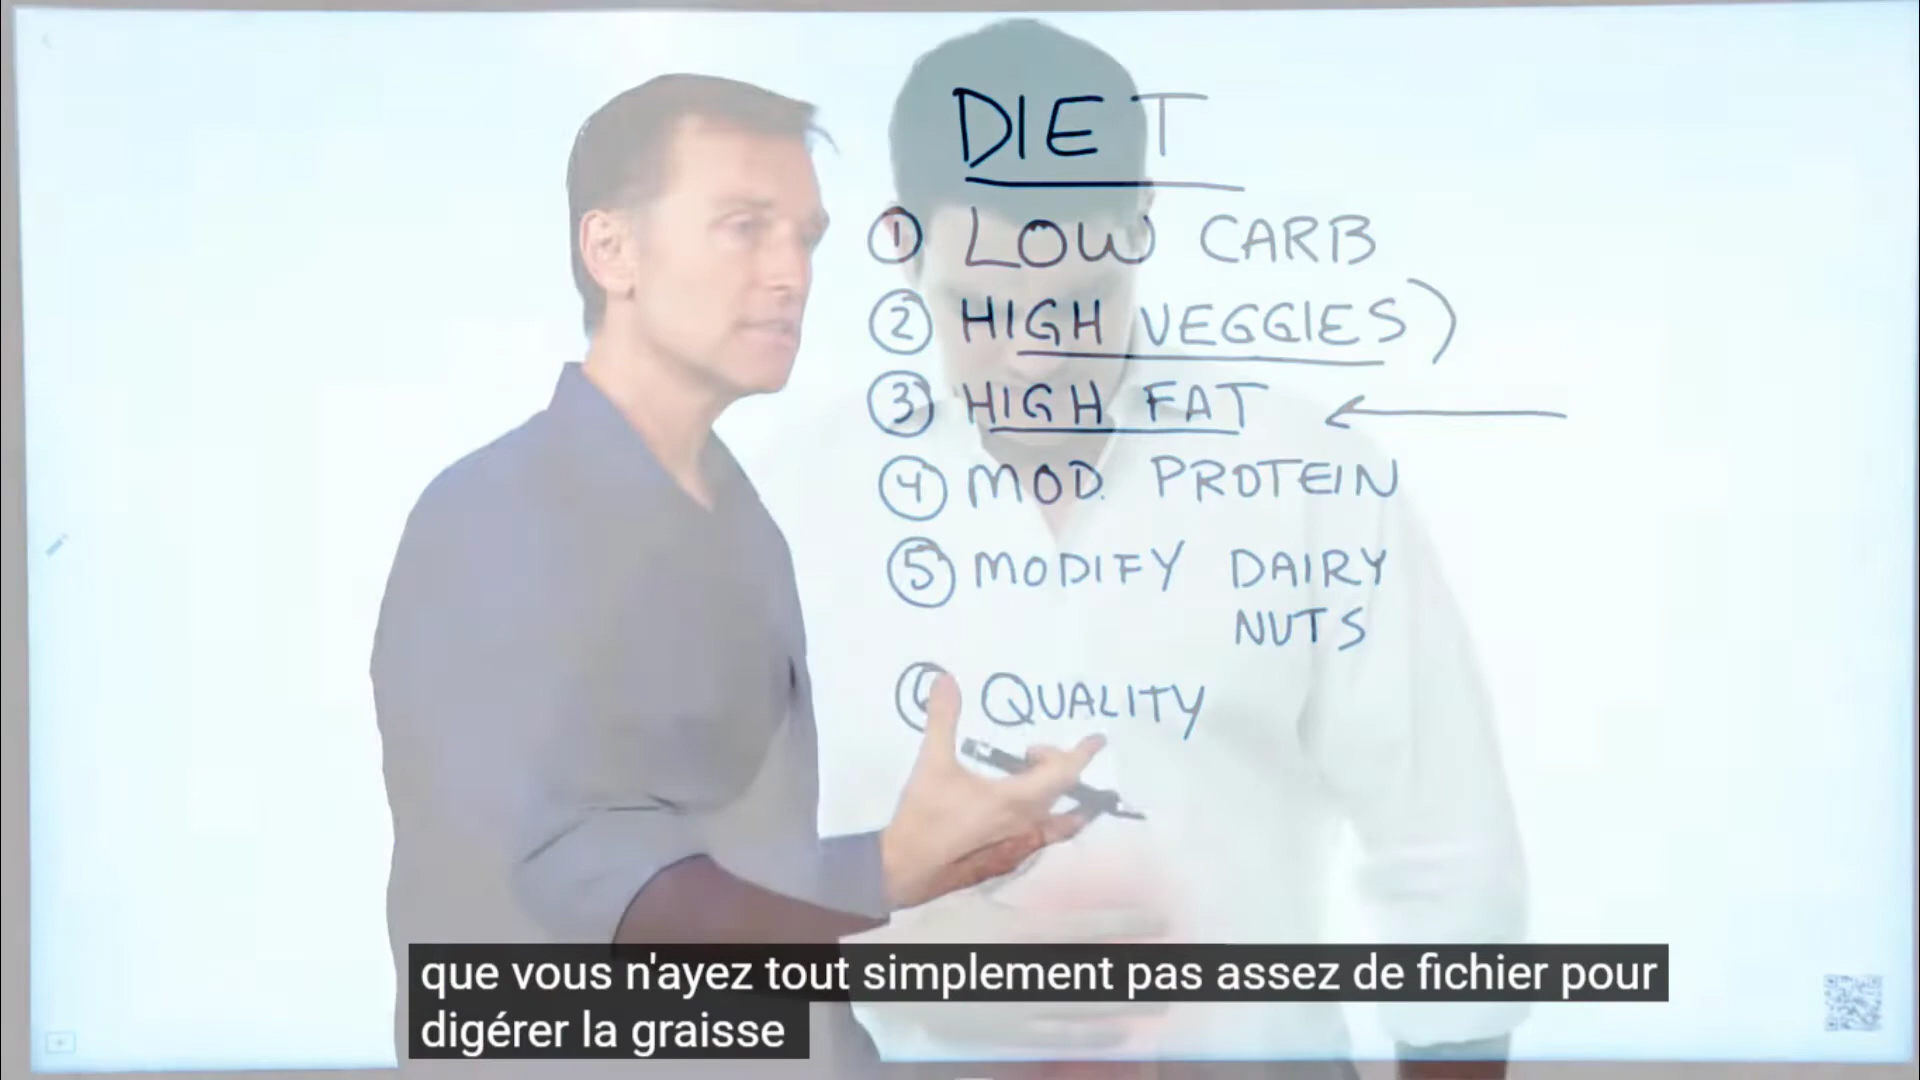 DIET
① LOW CARB
② HIGH VEGGIES)
③ HIGH FAT ←
④ MOD. PROTEIN
⑤ MODIFY DAIRY
NUTS
⑥ QUALITY
que vous n'ayez tout simplement pas assez de fichier pour
digérer la graisse